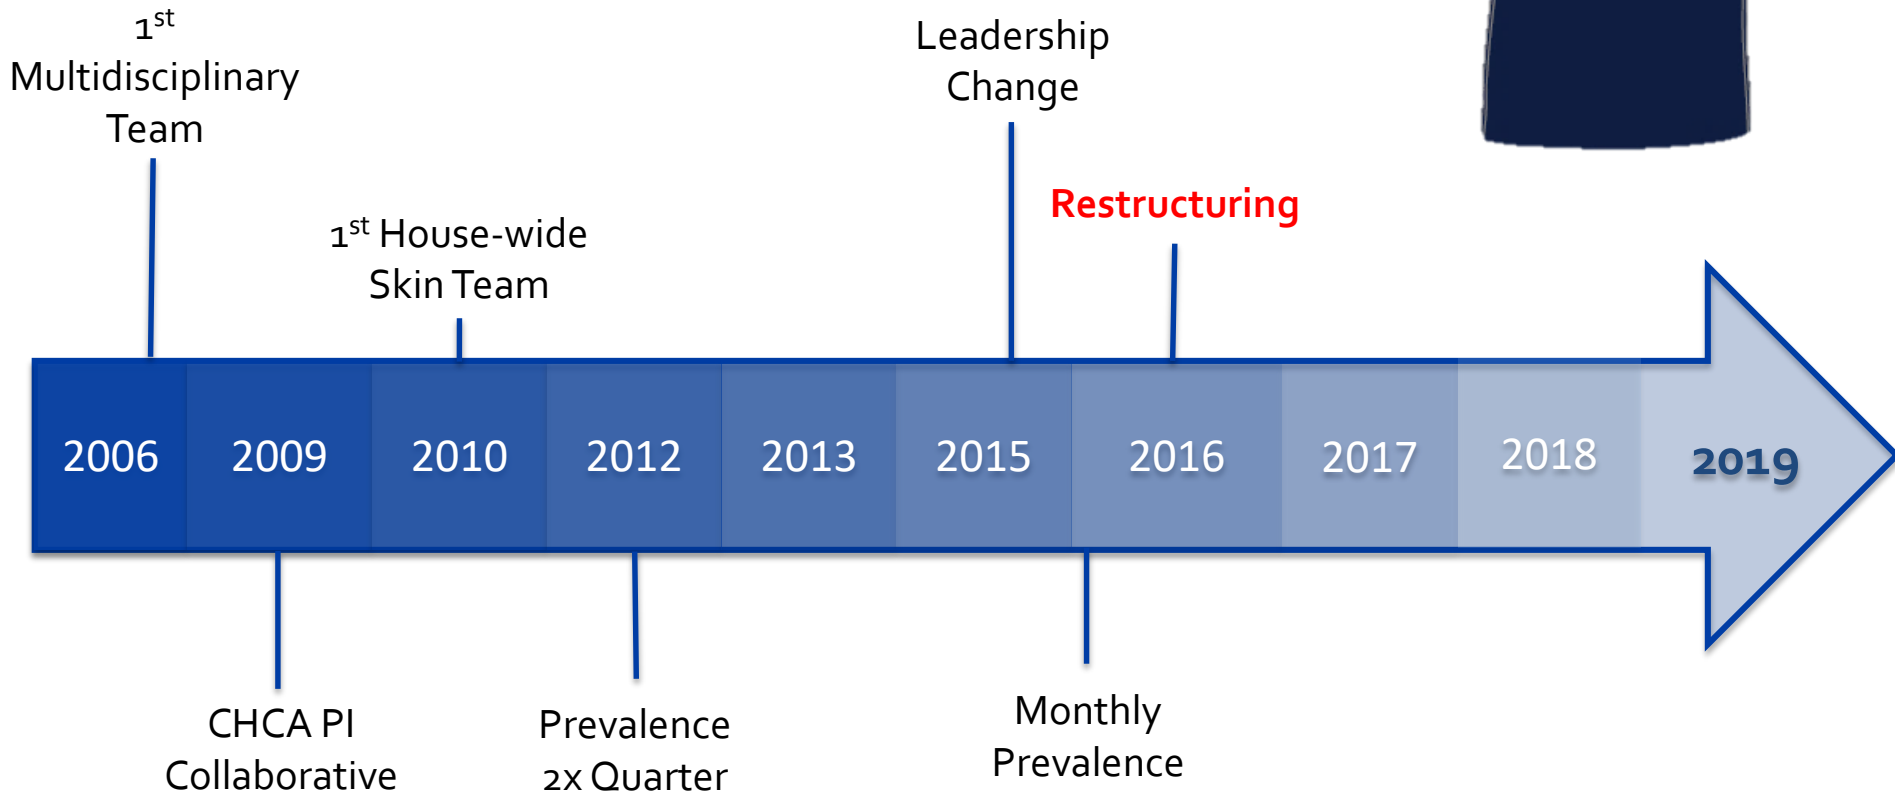 1st
Multidisciplinary
Team
Leadership
Change
Restructuring
1st House-wide
Skin Team
2006 2009 2010 2012 2013 2015 2016 2017 2018 2019
CHCA PI
Collaborative
Prevalence
2x Quarter
Monthly
Prevalence